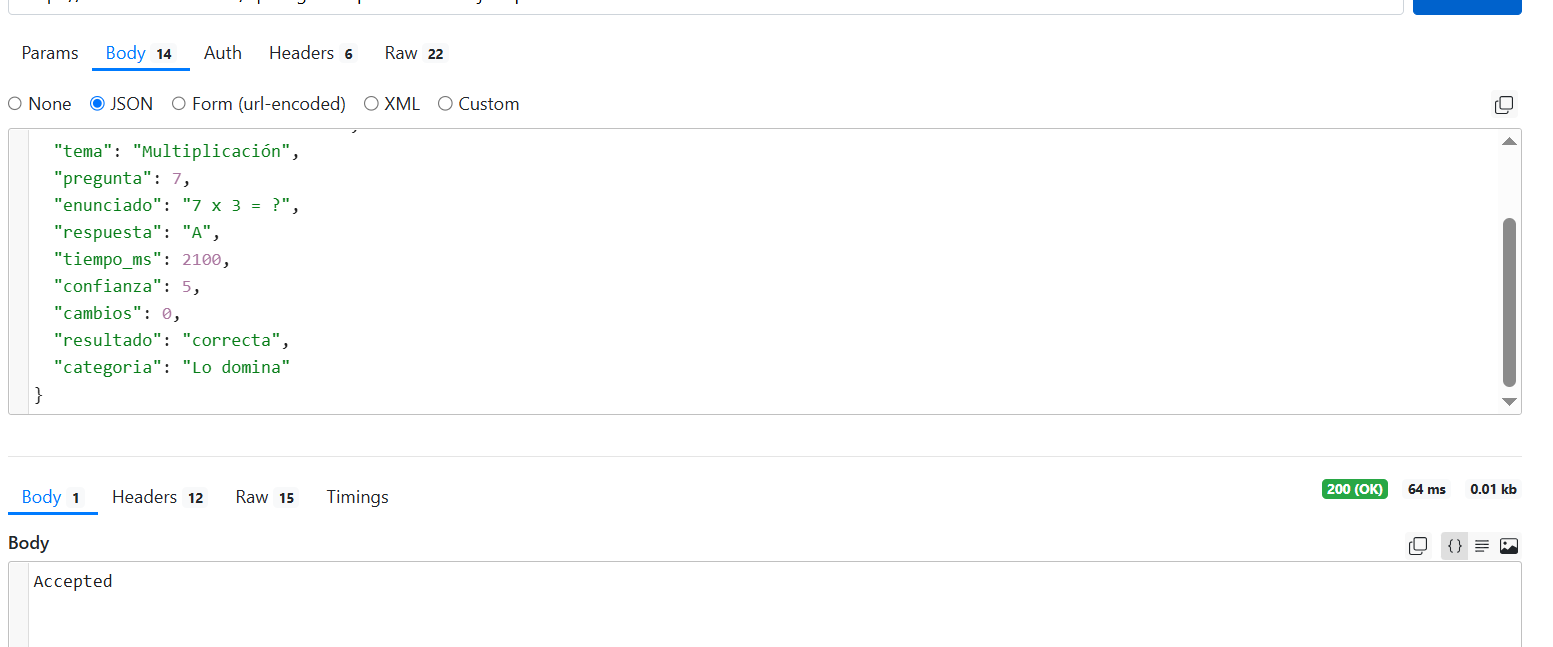 Params Body 14 Auth Headers 6 Raw 22
None JSON Form (url-encoded) XML Custom
"tema": "Multiplicación",
"pregunta": 7,
"enunciado": "7 x 3 = ?",
"respuesta": "A",
"tiempo_ms": 2100,
"confianza": 5,
"cambios": 0,
"resultado": "correcta",
"categoria": "Lo domina"
}
Body 1 Headers 12 Raw 15 Timings 200 (OK) 64 ms 0.01 kb
Body
{}
Accepted